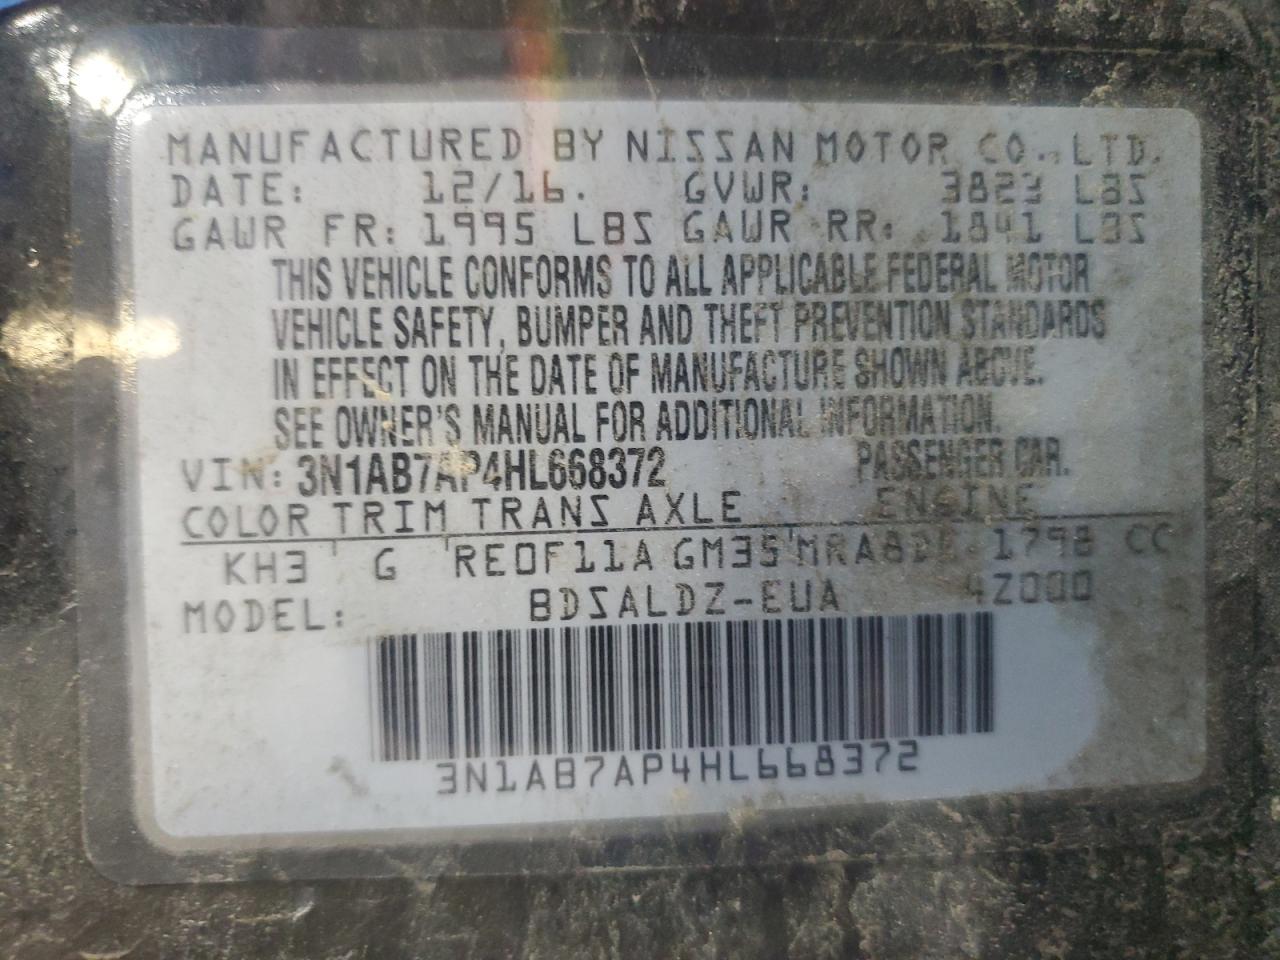 MANUFACTURED BY NISSAN MOTOR CO., LTD.
DATE: 12/16. GVWR: 3823 LBS
GAWR FR: 1995 LBS GAWR RR: 1841 LBS
THIS VEHICLE CONFORMS TO ALL APPLICABLE FEDERAL MOTOR
VEHICLE SAFETY, BUMPER AND THEFT PREVENTION STANDARDS
IN EFFECT ON THE DATE OF MANUFACTURE SHOWN ABOVE.
SEE OWNER'S MANUAL FOR ADDITIONAL INFORMATION.
VIN: 3N1AB7AP4HL668372 PASSENGER CAR.
COLOR TRIM TRANS AXLE ENGINE
KH3 G RE0F11A GM35 1798 CC
MODEL: BDSALDZ-EUA 4Z000
3N1AB7AP4HL668372